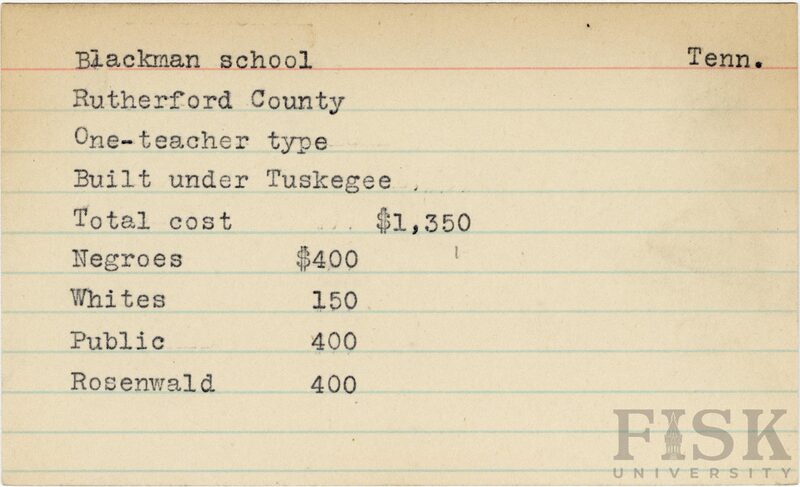 Blackman school Tenn.
Rutherford County
One-teacher type
Built under Tuskegee
Total cost $1,350
Negroes $400
Whites 150
Public 400
Rosenwald 400
FISK
UNIVERSITY